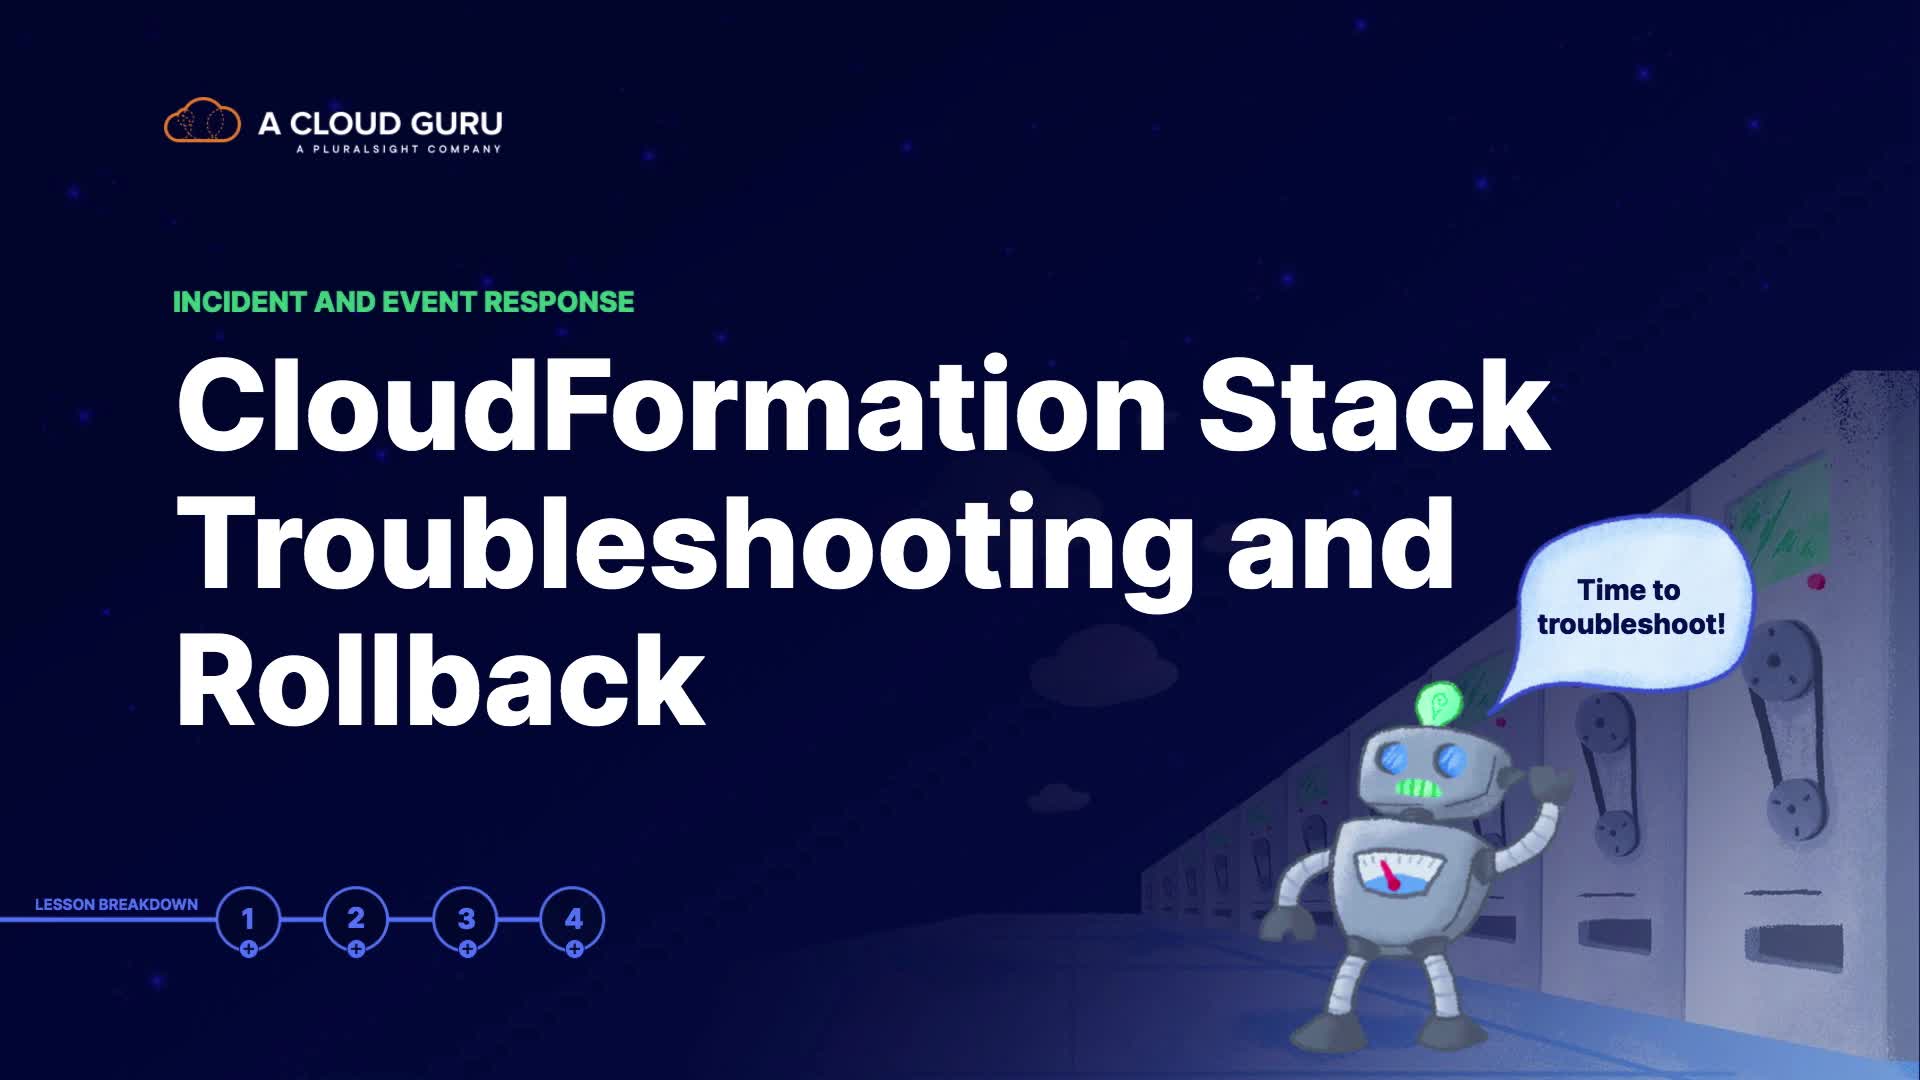 A CLOUD GURU
A PLURALSIGHT COMPANY
INCIDENT AND EVENT RESPONSE
CloudFormation Stack
Troubleshooting and
Rollback
Time to
troubleshoot!
LESSON BREAKDOWN
1 2 3 4